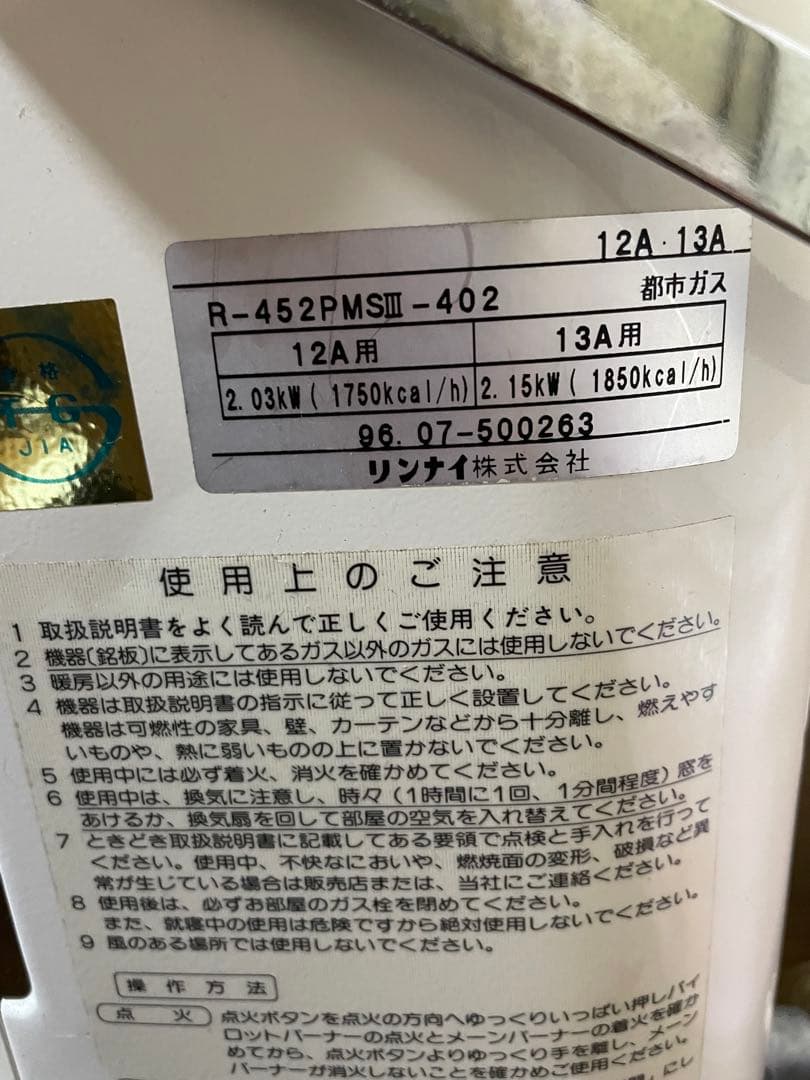 12A・13A
R-452PMSⅢ-402 都市ガス
12A用 13A用
2.03kW( 1750kcal/h) 2.15kW( 1850kcal/h)
96. 07-500263
リンナイ株式会社
格
JIA
使用上のご注意
1 取扱説明書をよく読んで正しくご使用ください。
2 機器(銘板)に表示してあるガス以外のガスには使用しないでください。
3 暖房以外の用途には使用しないでください。
4 機器は取扱説明書の指示に従って正しく設置してください。
機器は可燃性の家具、壁、カーテンなどから十分離し、燃えやす
いものや、熱に弱いものの上に置かないでください。
5 使用中には必ず着火、消火を確かめてください。
6 使用中は、換気に注意し、時々(1時間に1回、1分間程度)窓を
あけるか、換気扇を回して部屋の空気を入れ替えてください。
7 ときどき取扱説明書に記載してある要領で点検と手入れを行って
ください。使用中、不快なにおいや、燃焼面の変形、破損など異
常が生じている場合は販売店または、当社にご連絡ください。
8 使用後は、必ずお部屋のガス栓を閉めてください。
また、就寝中の使用は危険ですから絶対使用しないでください。
9 風のある場所では使用しないでください。
操作方法
点火 点火ボタンを点火の方向へゆっくりいっぱい押しパイ
ロットバーナーの点火とメーンバーナーの着火を確か
めてから、点火ボタンよりゆっくり手を離し、メーン
バーナーが消火しないことを確かめてご使用ください。